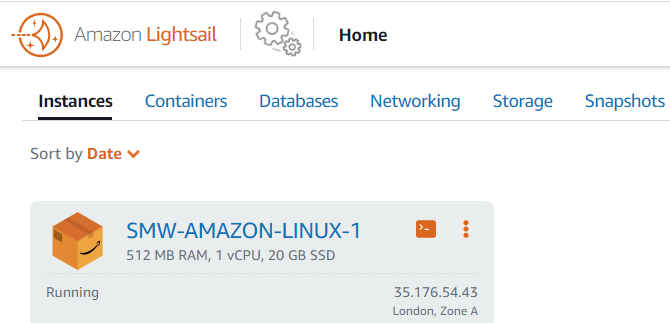 Amazon Lightsail Home
Instances Containers Databases Networking Storage Snapshots
Sort by Date
SMW-AMAZON-LINUX-1
512 MB RAM, 1 vCPU, 20 GB SSD
Running 35.176.54.43
London, Zone A